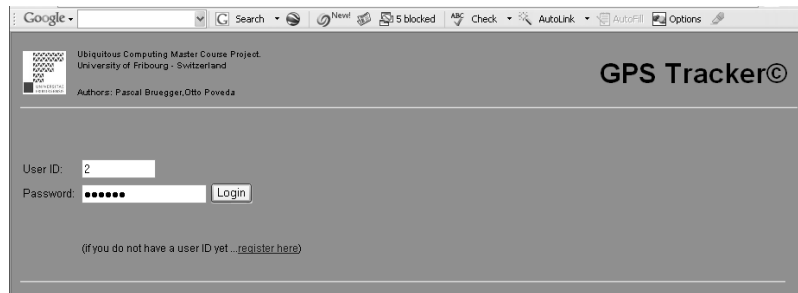 Google Search New! 5 blocked ABC Check AutoLink AutoFill Options
Ubiquitous Computing Master Course Project.
University of Fribourg - Switzerland
Authors: Pascal Bruegger,Otto Poveda
GPS Tracker©
User ID: 2
Password: ●●●●●● Login
(if you do not have a user ID yet ...register here)